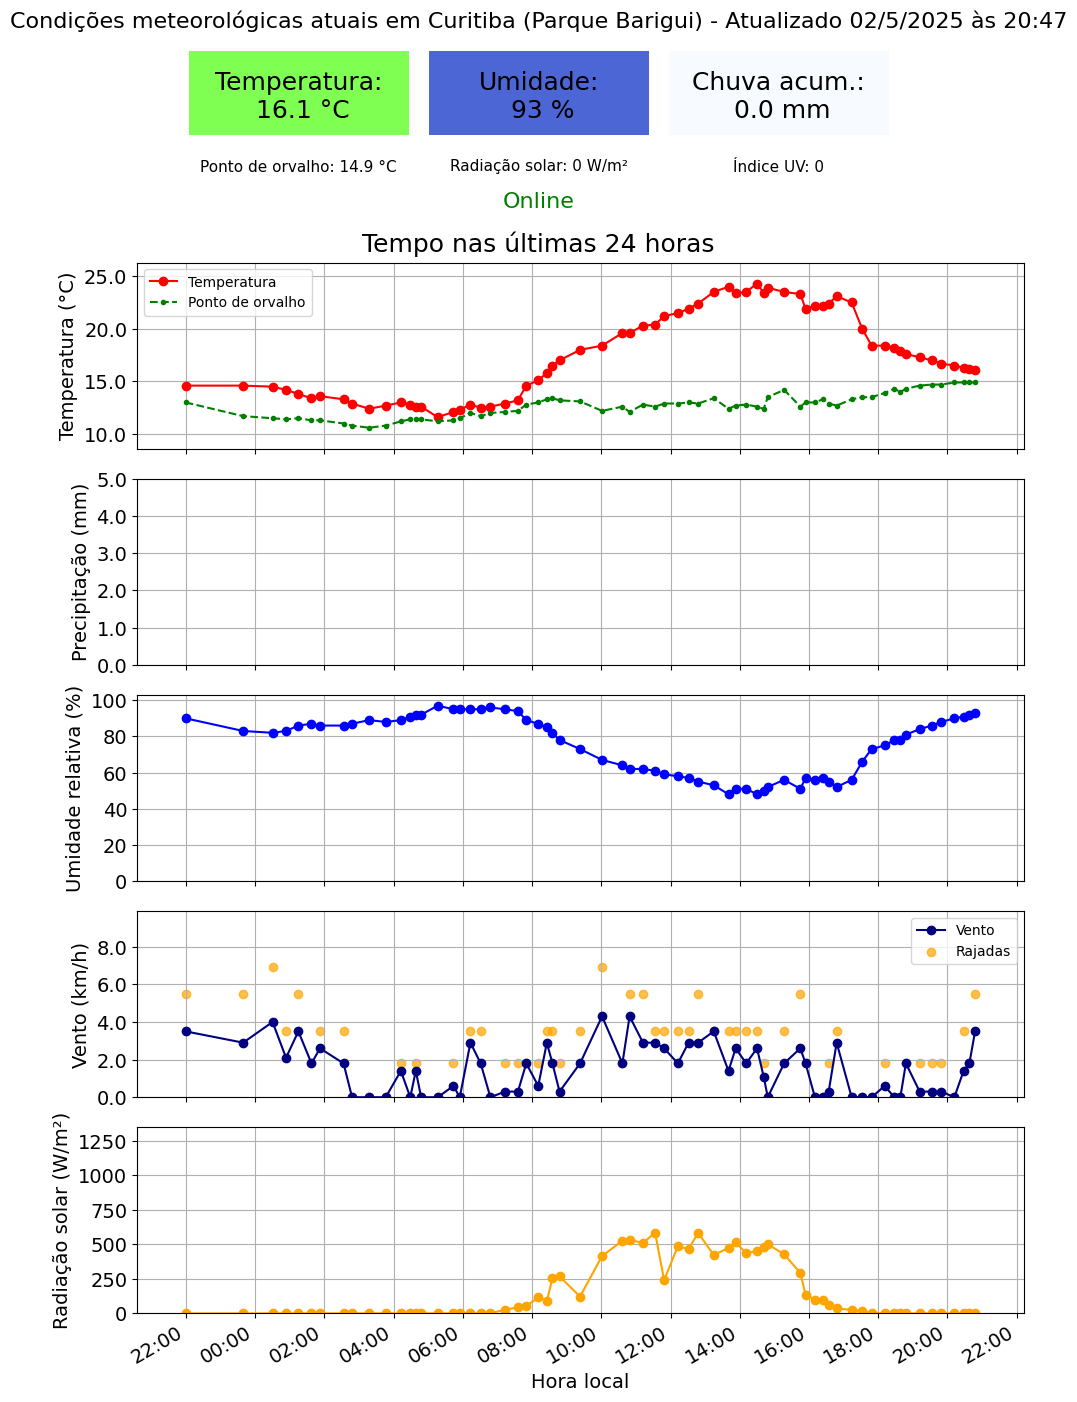 Condições meteorológicas atuais em Curitiba (Parque Barigui) - Atualizado 02/5/2025 às 20:47
Temperatura:
16.1 °C
Umidade:
93 %
Chuva acum.:
0.0 mm
Ponto de orvalho: 14.9 °C
Radiação solar: 0 W/m²
Índice UV: 0
Online
Tempo nas últimas 24 horas
Temperatura (°C)
25.0
20.0
15.0
10.0
Temperatura
Ponto de orvalho
Precipitação (mm)
5.0
4.0
3.0
2.0
1.0
0.0
Umidade relativa (%)
100
80
60
40
20
0
Vento (km/h)
8.0
6.0
4.0
2.0
0.0
Vento
Rajadas
Radiação solar (W/m²)
1250
1000
750
500
250
0
22:00
00:00
02:00
04:00
06:00
08:00
10:00
12:00
14:00
16:00
18:00
20:00
22:00
Hora local